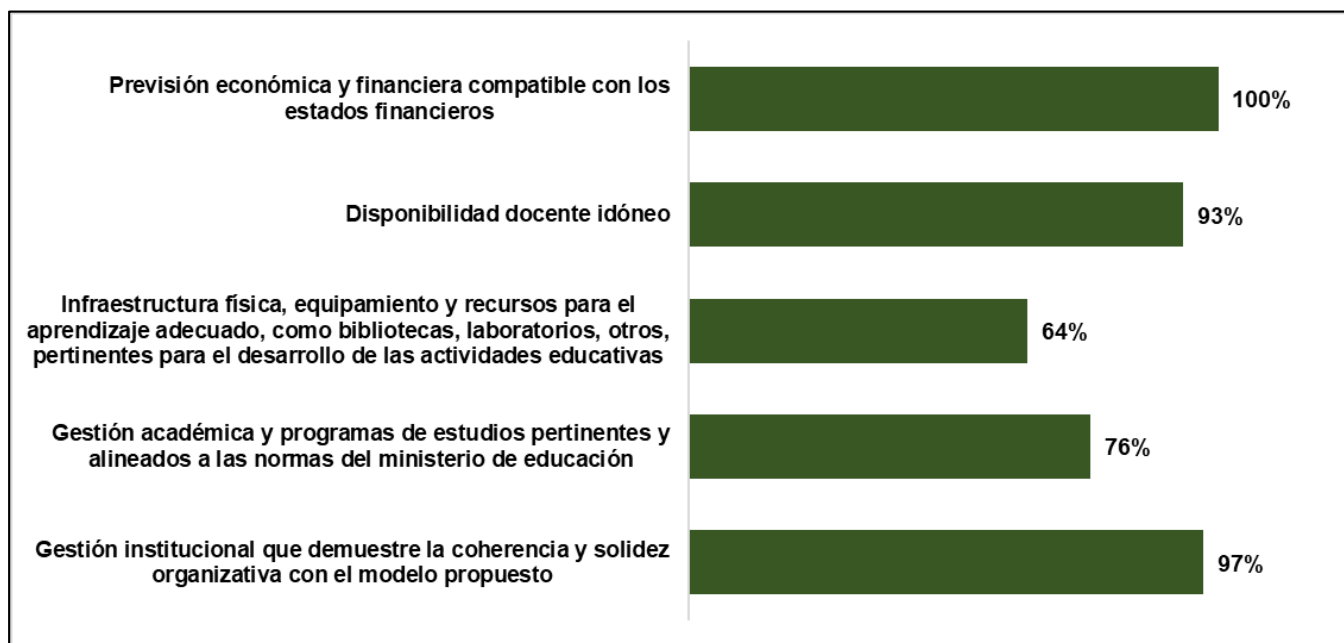 Previsión económica y financiera compatible con los
estados financieros
100%
Disponibilidad docente idóneo
93%
Infraestructura física, equipamiento y recursos para el
aprendizaje adecuado, como bibliotecas, laboratorios, otros,
pertinentes para el desarrollo de las actividades educativas
64%
Gestión académica y programas de estudios pertinentes y
alineados a las normas del ministerio de educación
76%
Gestión institucional que demuestre la coherencia y solidez
organizativa con el modelo propuesto
97%